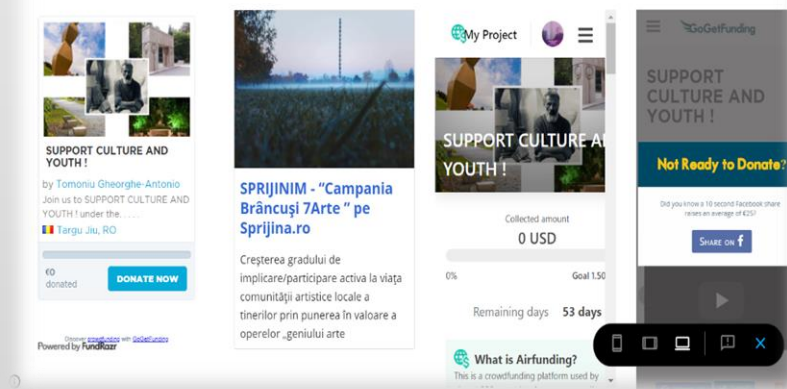 SUPPORT CULTURE AND
YOUTH !
by Tomoniu Gheorghe-Antonio
Join us to SUPPORT CULTURE AND
YOUTH ! under the. . . . .
Targu Jiu, RO
€0
donated
DONATE NOW
Discover crowdfunding with GoGetFunding
Powered by FundRazr
SPRIJINIM - “Campania
Brâncuși 7Arte ” pe
Sprijina.ro
Creșterea gradului de
implicare/participare activa la viața
comunității artistice locale a
tinerilor prin punerea în valoare a
operelor „geniului arte
My Project
SUPPORT CULTURE A
YOUTH !
Collected amount
0 USD
0%
Goal 1.50
Remaining days 53 days
What is Airfunding?
This is a crowdfunding platform used by
GoGetFunding
SUPPORT
CULTURE AND
YOUTH !
Not Ready to Donate?
Did you know a 10 second Facebook share
raises an average of €25?
SHARE ON f